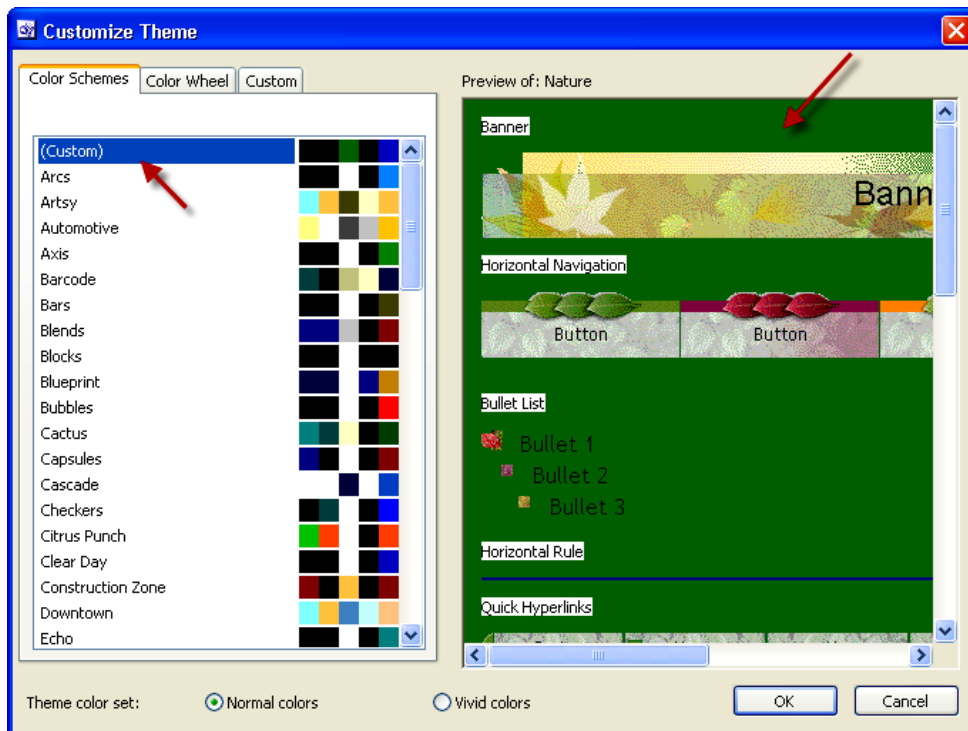 Customize Theme
Color Schemes
Color Wheel
Custom
Preview of: Nature
(Custom)
Arcs
Artsy
Automotive
Axis
Barcode
Bars
Blends
Blocks
Blueprint
Bubbles
Cactus
Capsules
Cascade
Checkers
Citrus Punch
Clear Day
Construction Zone
Downtown
Echo
Banner
Bann
Horizontal Navigation
Button
Button
Bullet List
Bullet 1
Bullet 2
Bullet 3
Horizontal Rule
Quick Hyperlinks
Theme color set:
Normal colors
Vivid colors
OK
Cancel